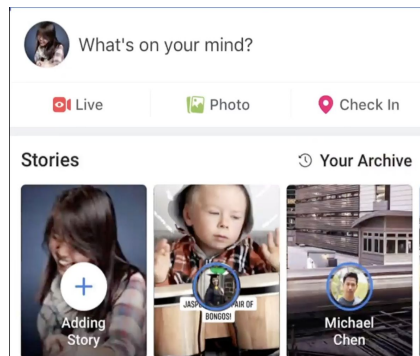 What's on your mind?
Live
Photo
Check In
Stories
Your Archive
Adding
Story
BONGOS!
Michael
Chen